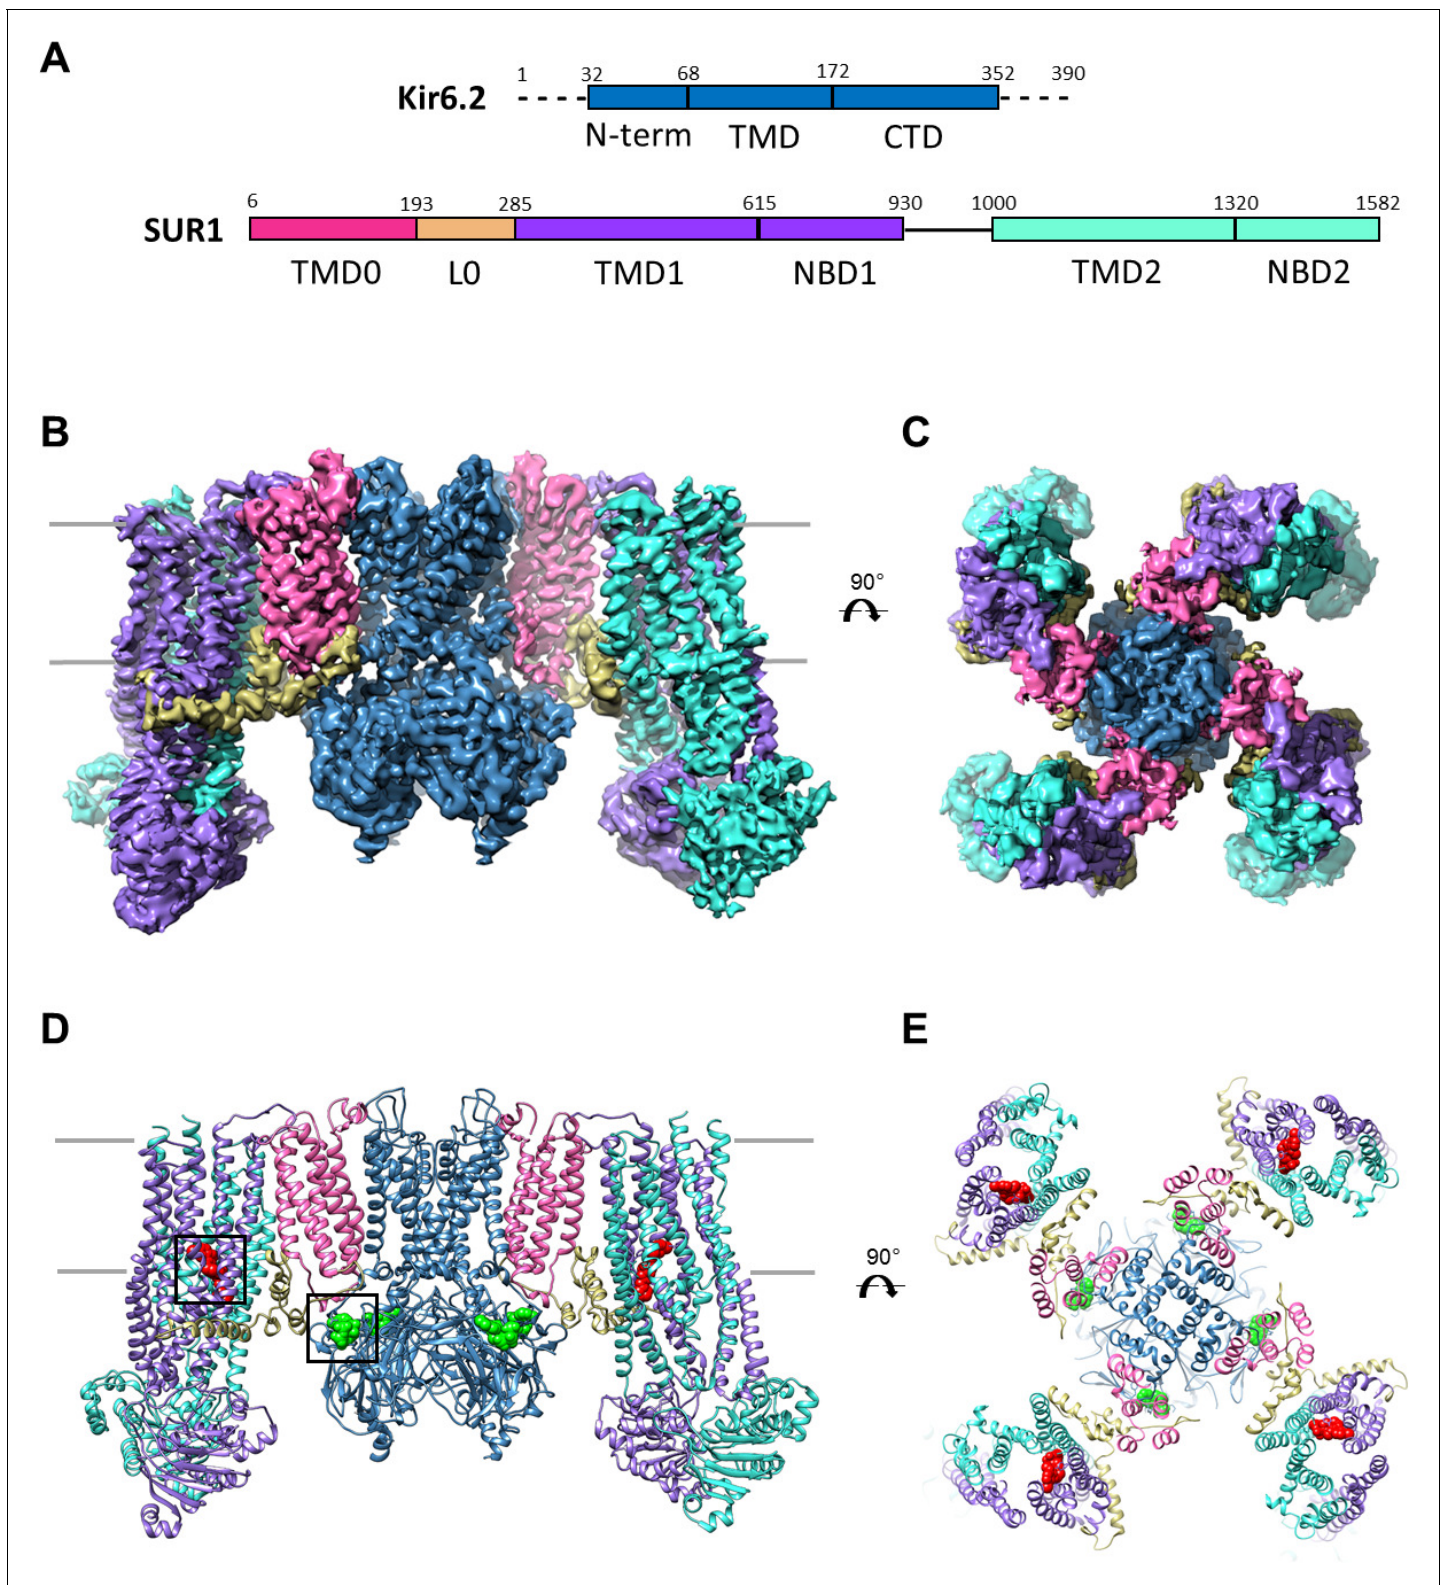 A
1 32 68 172 352 390
Kir6.2
N-term TMD CTD
6 193 285 615 930 1000 1320 1582
SUR1
TMD0 L0 TMD1 NBD1 TMD2 NBD2
B
C
90°
D
E
90°